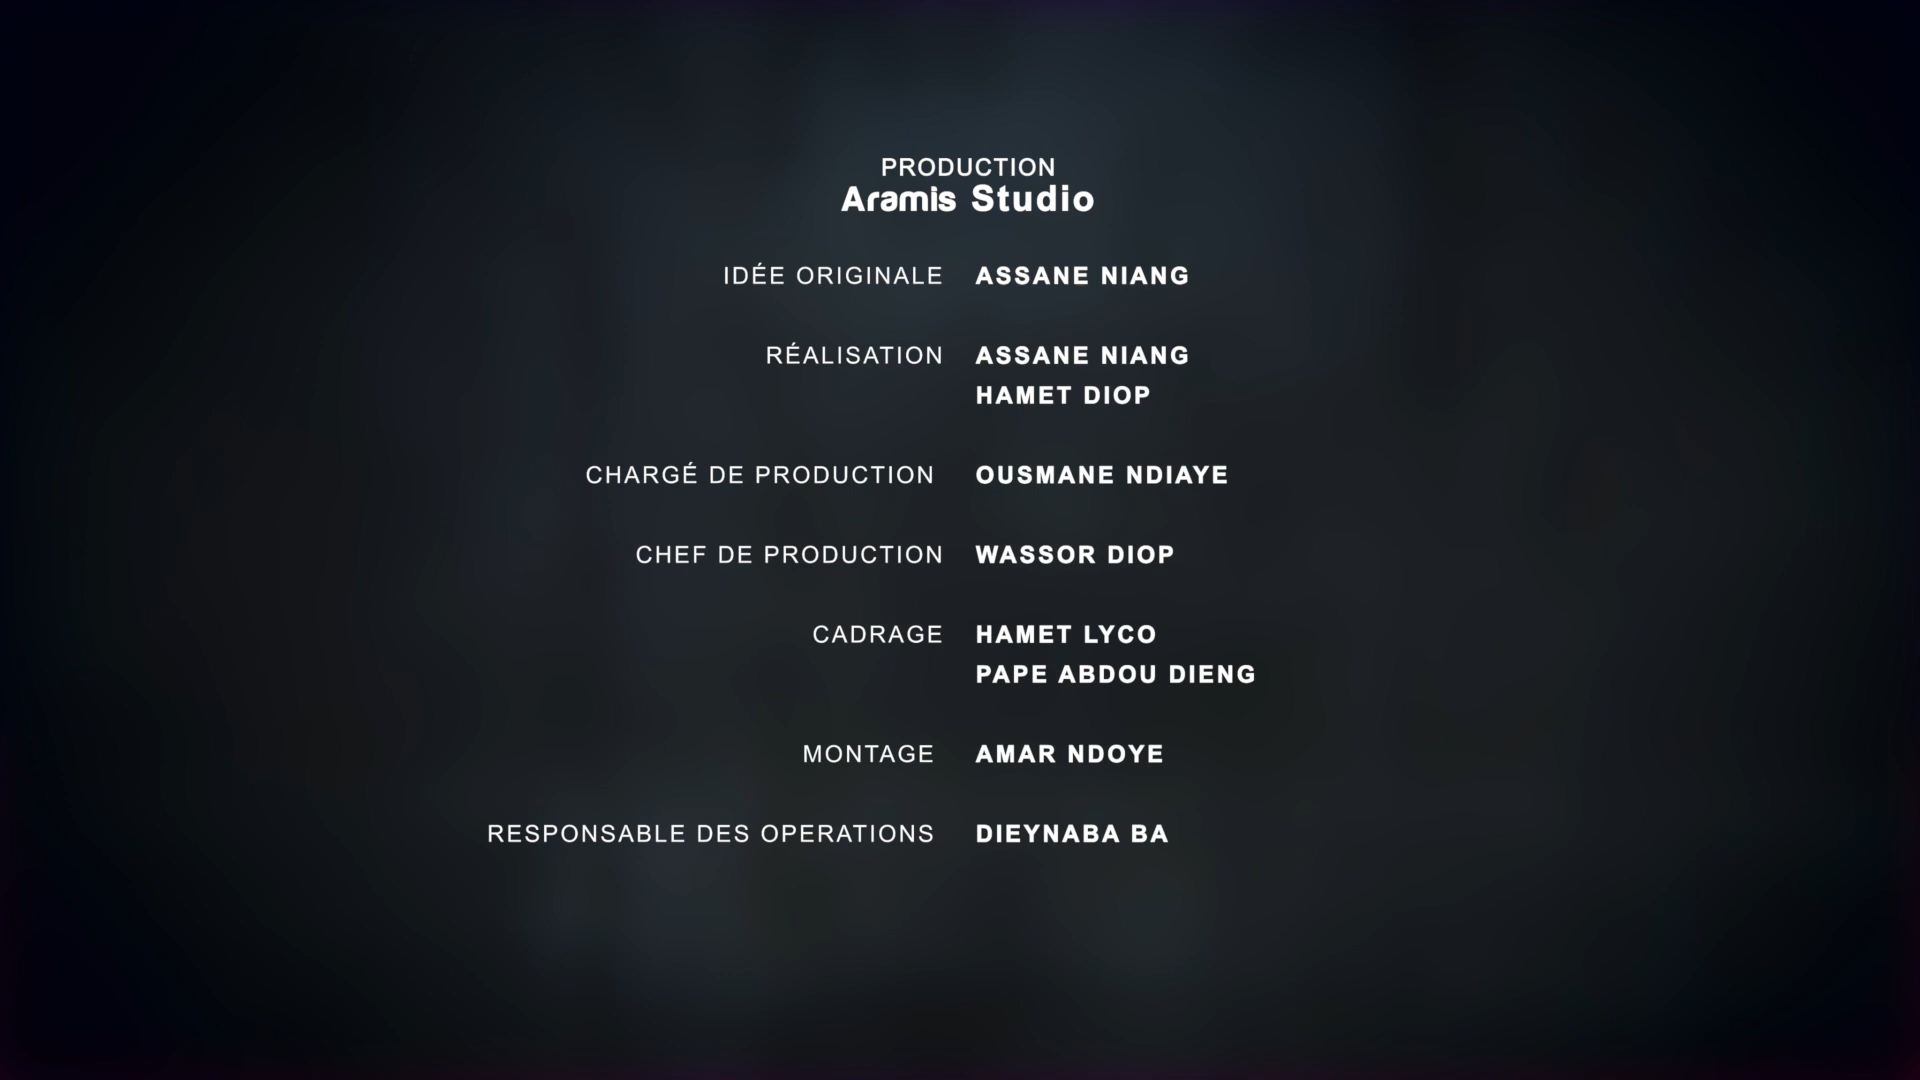 PRODUCTION
Aramis Studio
IDÉE ORIGINALE ASSANE NIANG
RÉALISATION ASSANE NIANG
HAMET DIOP
CHARGÉ DE PRODUCTION OUSMANE NDIAYE
CHEF DE PRODUCTION WASSOR DIOP
CADRAGE HAMET LYCO
PAPE ABDOU DIENG
MONTAGE AMAR NDOYE
RESPONSABLE DES OPERATIONS DIEYNABA BA